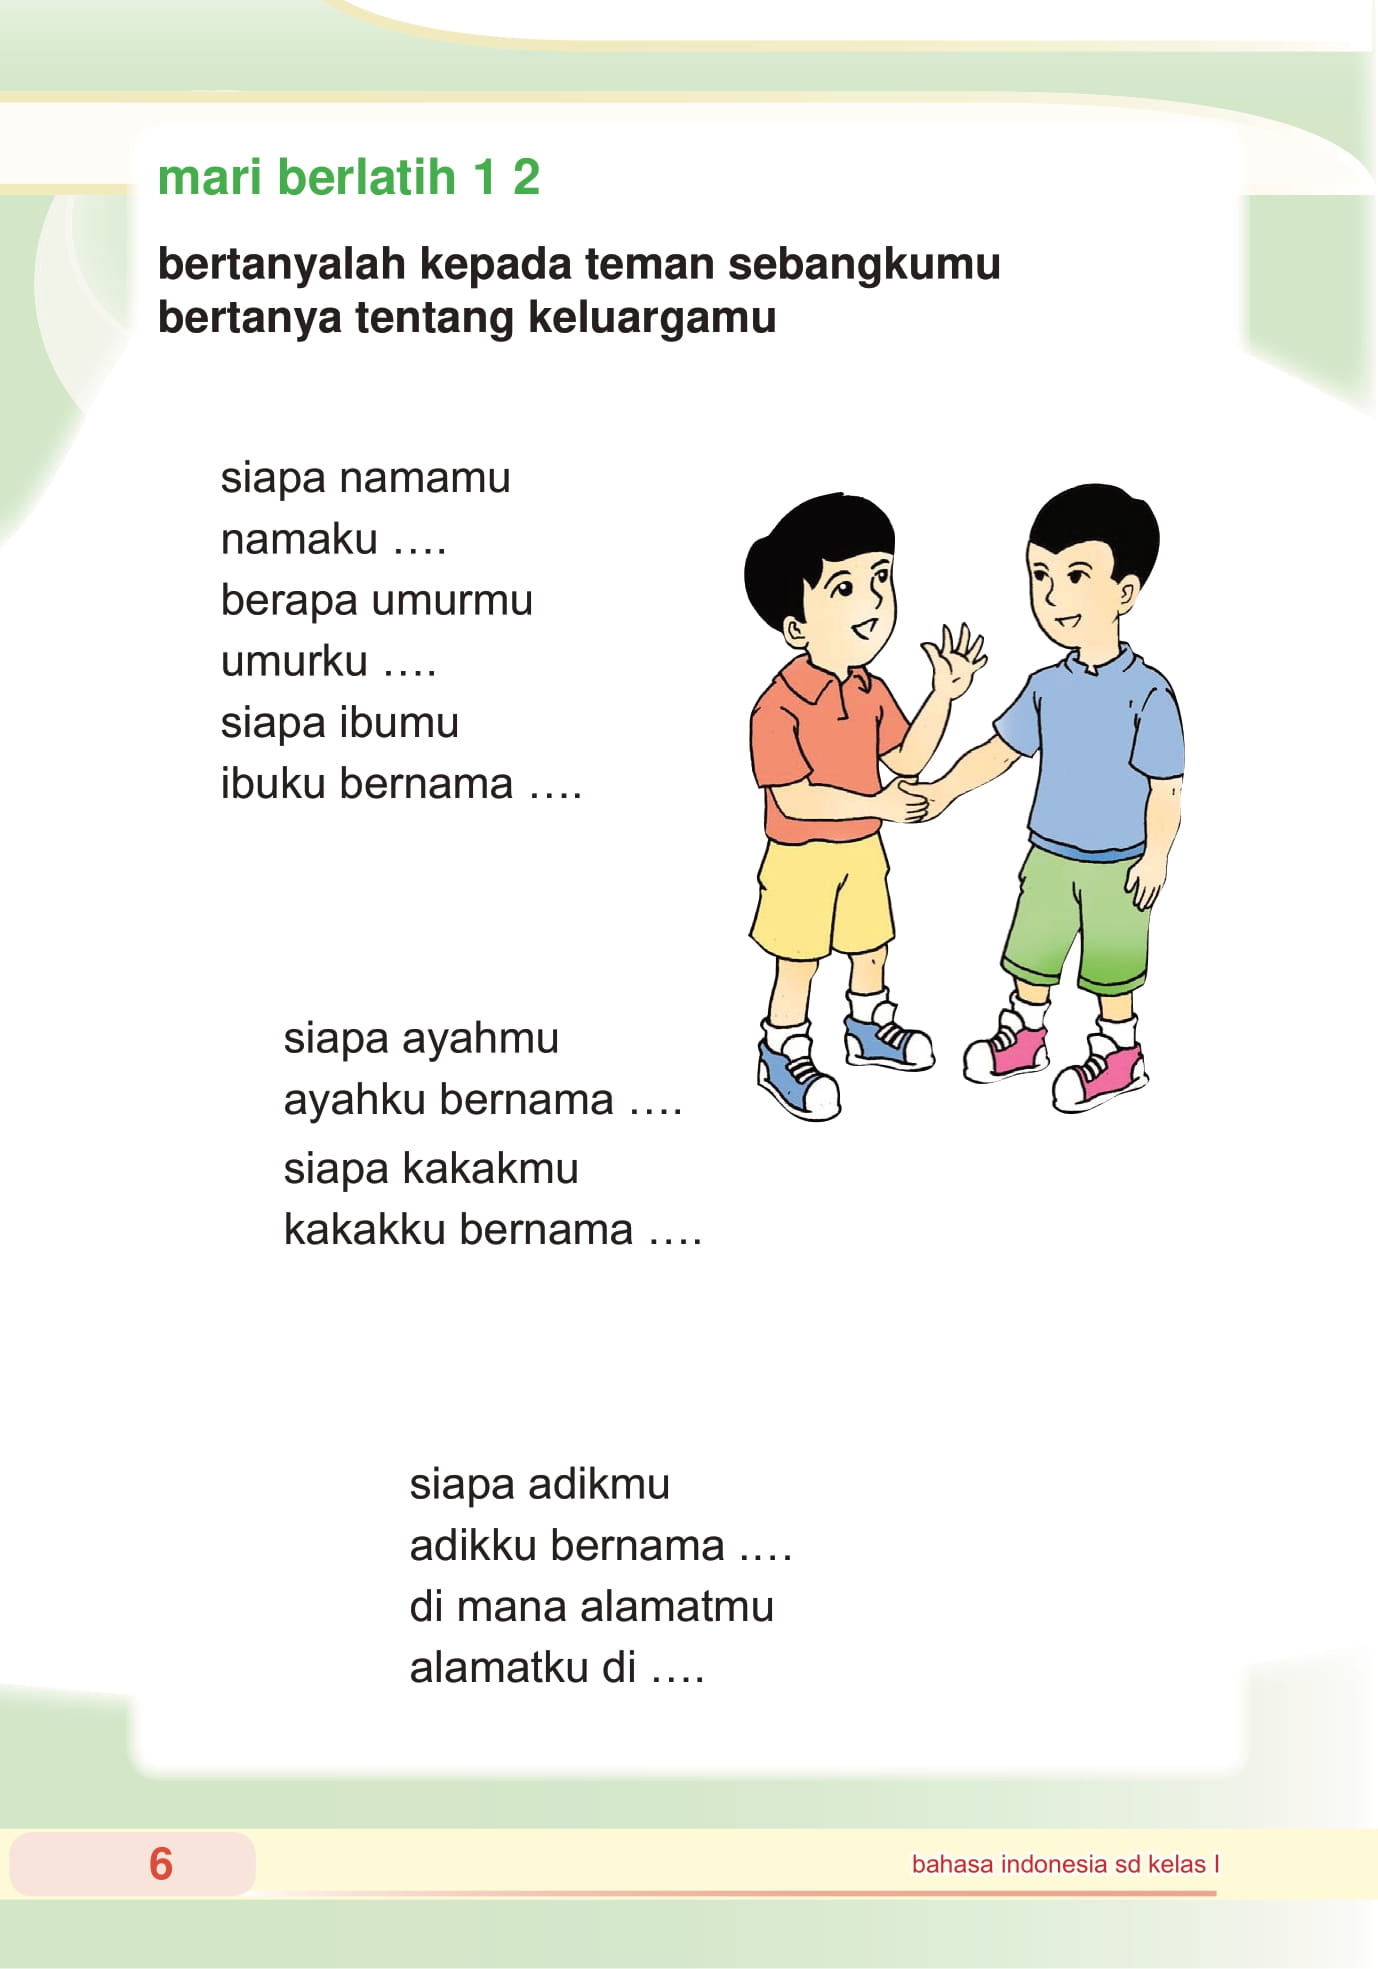 mari berlatih 1 2
bertanyalah kepada teman sebangkumu
bertanya tentang keluargamu
siapa namamu
namaku ....
berapa umurmu
umurku ....
siapa ibumu
ibuku bernama ....
siapa ayahmu
ayahku bernama ....
siapa kakakmu
kakakku bernama ....
siapa adikmu
adikku bernama ....
di mana alamatmu
alamatku di ....
6
bahasa indonesia sd kelas I